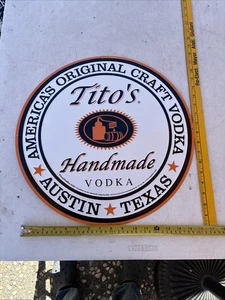 AMERICA'S ORIGINAL CRAFT VODKA
Tito's
Handmade
VODKA
AUSTIN ★ TEXAS